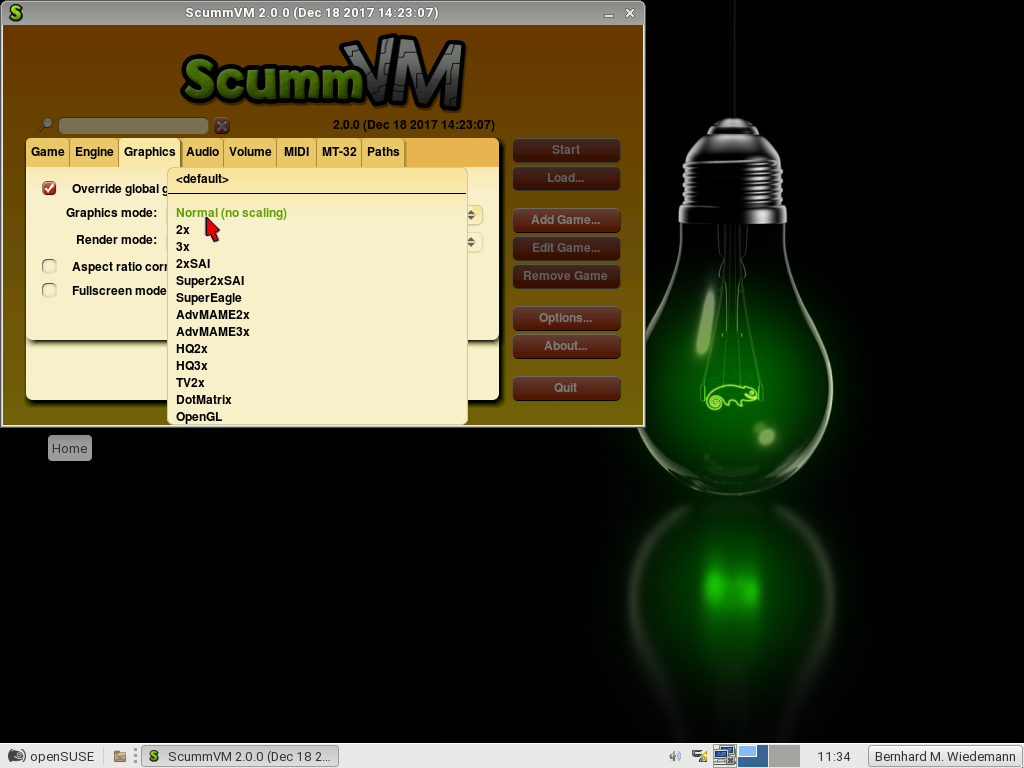 ScummVM 2.0.0 (Dec 18 2017 14:23:07)
ScummVM
2.0.0 (Dec 18 2017 14:23:07)
Game Engine Graphics Audio Volume MIDI MT-32 Paths
Override global g
Graphics mode:
Render mode:
Aspect ratio corr
Fullscreen mode
<default>
Normal (no scaling)
2x
3x
2xSAI
Super2xSAI
SuperEagle
AdvMAME2x
AdvMAME3x
HQ2x
HQ3x
TV2x
DotMatrix
OpenGL
Start
Load...
Add Game...
Edit Game...
Remove Game
Options...
About...
Quit
Home
openSUSE
ScummVM 2.0.0 (Dec 18 2...
11:34
Bernhard M. Wiedemann